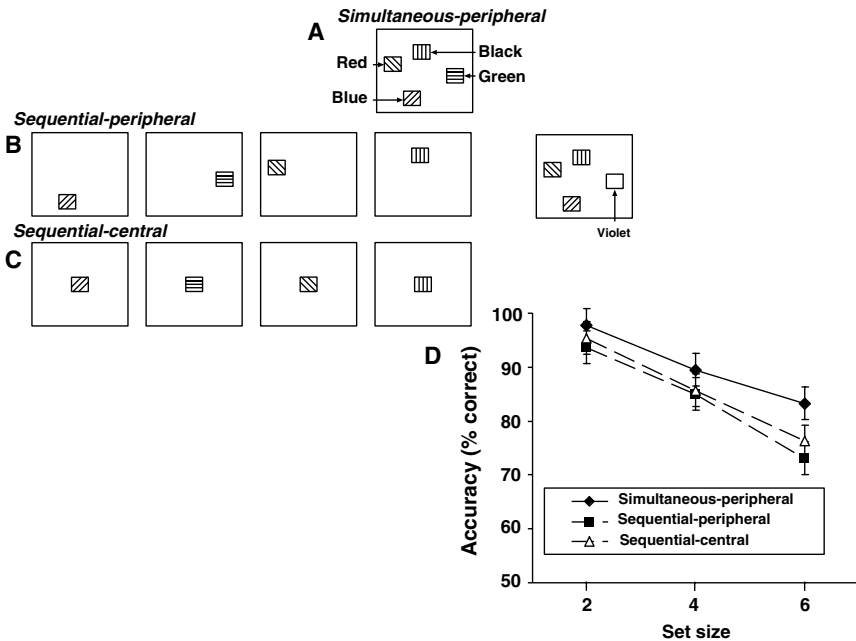 Simultaneous-peripheral
A
Red
Black
Green
Blue
Sequential-peripheral
B
Violet
Sequential-central
C
D
Accuracy (% correct)
100
90
80
70
60
50
Simultaneous-peripheral
Sequential-peripheral
Sequential-central
2 4 6
Set size